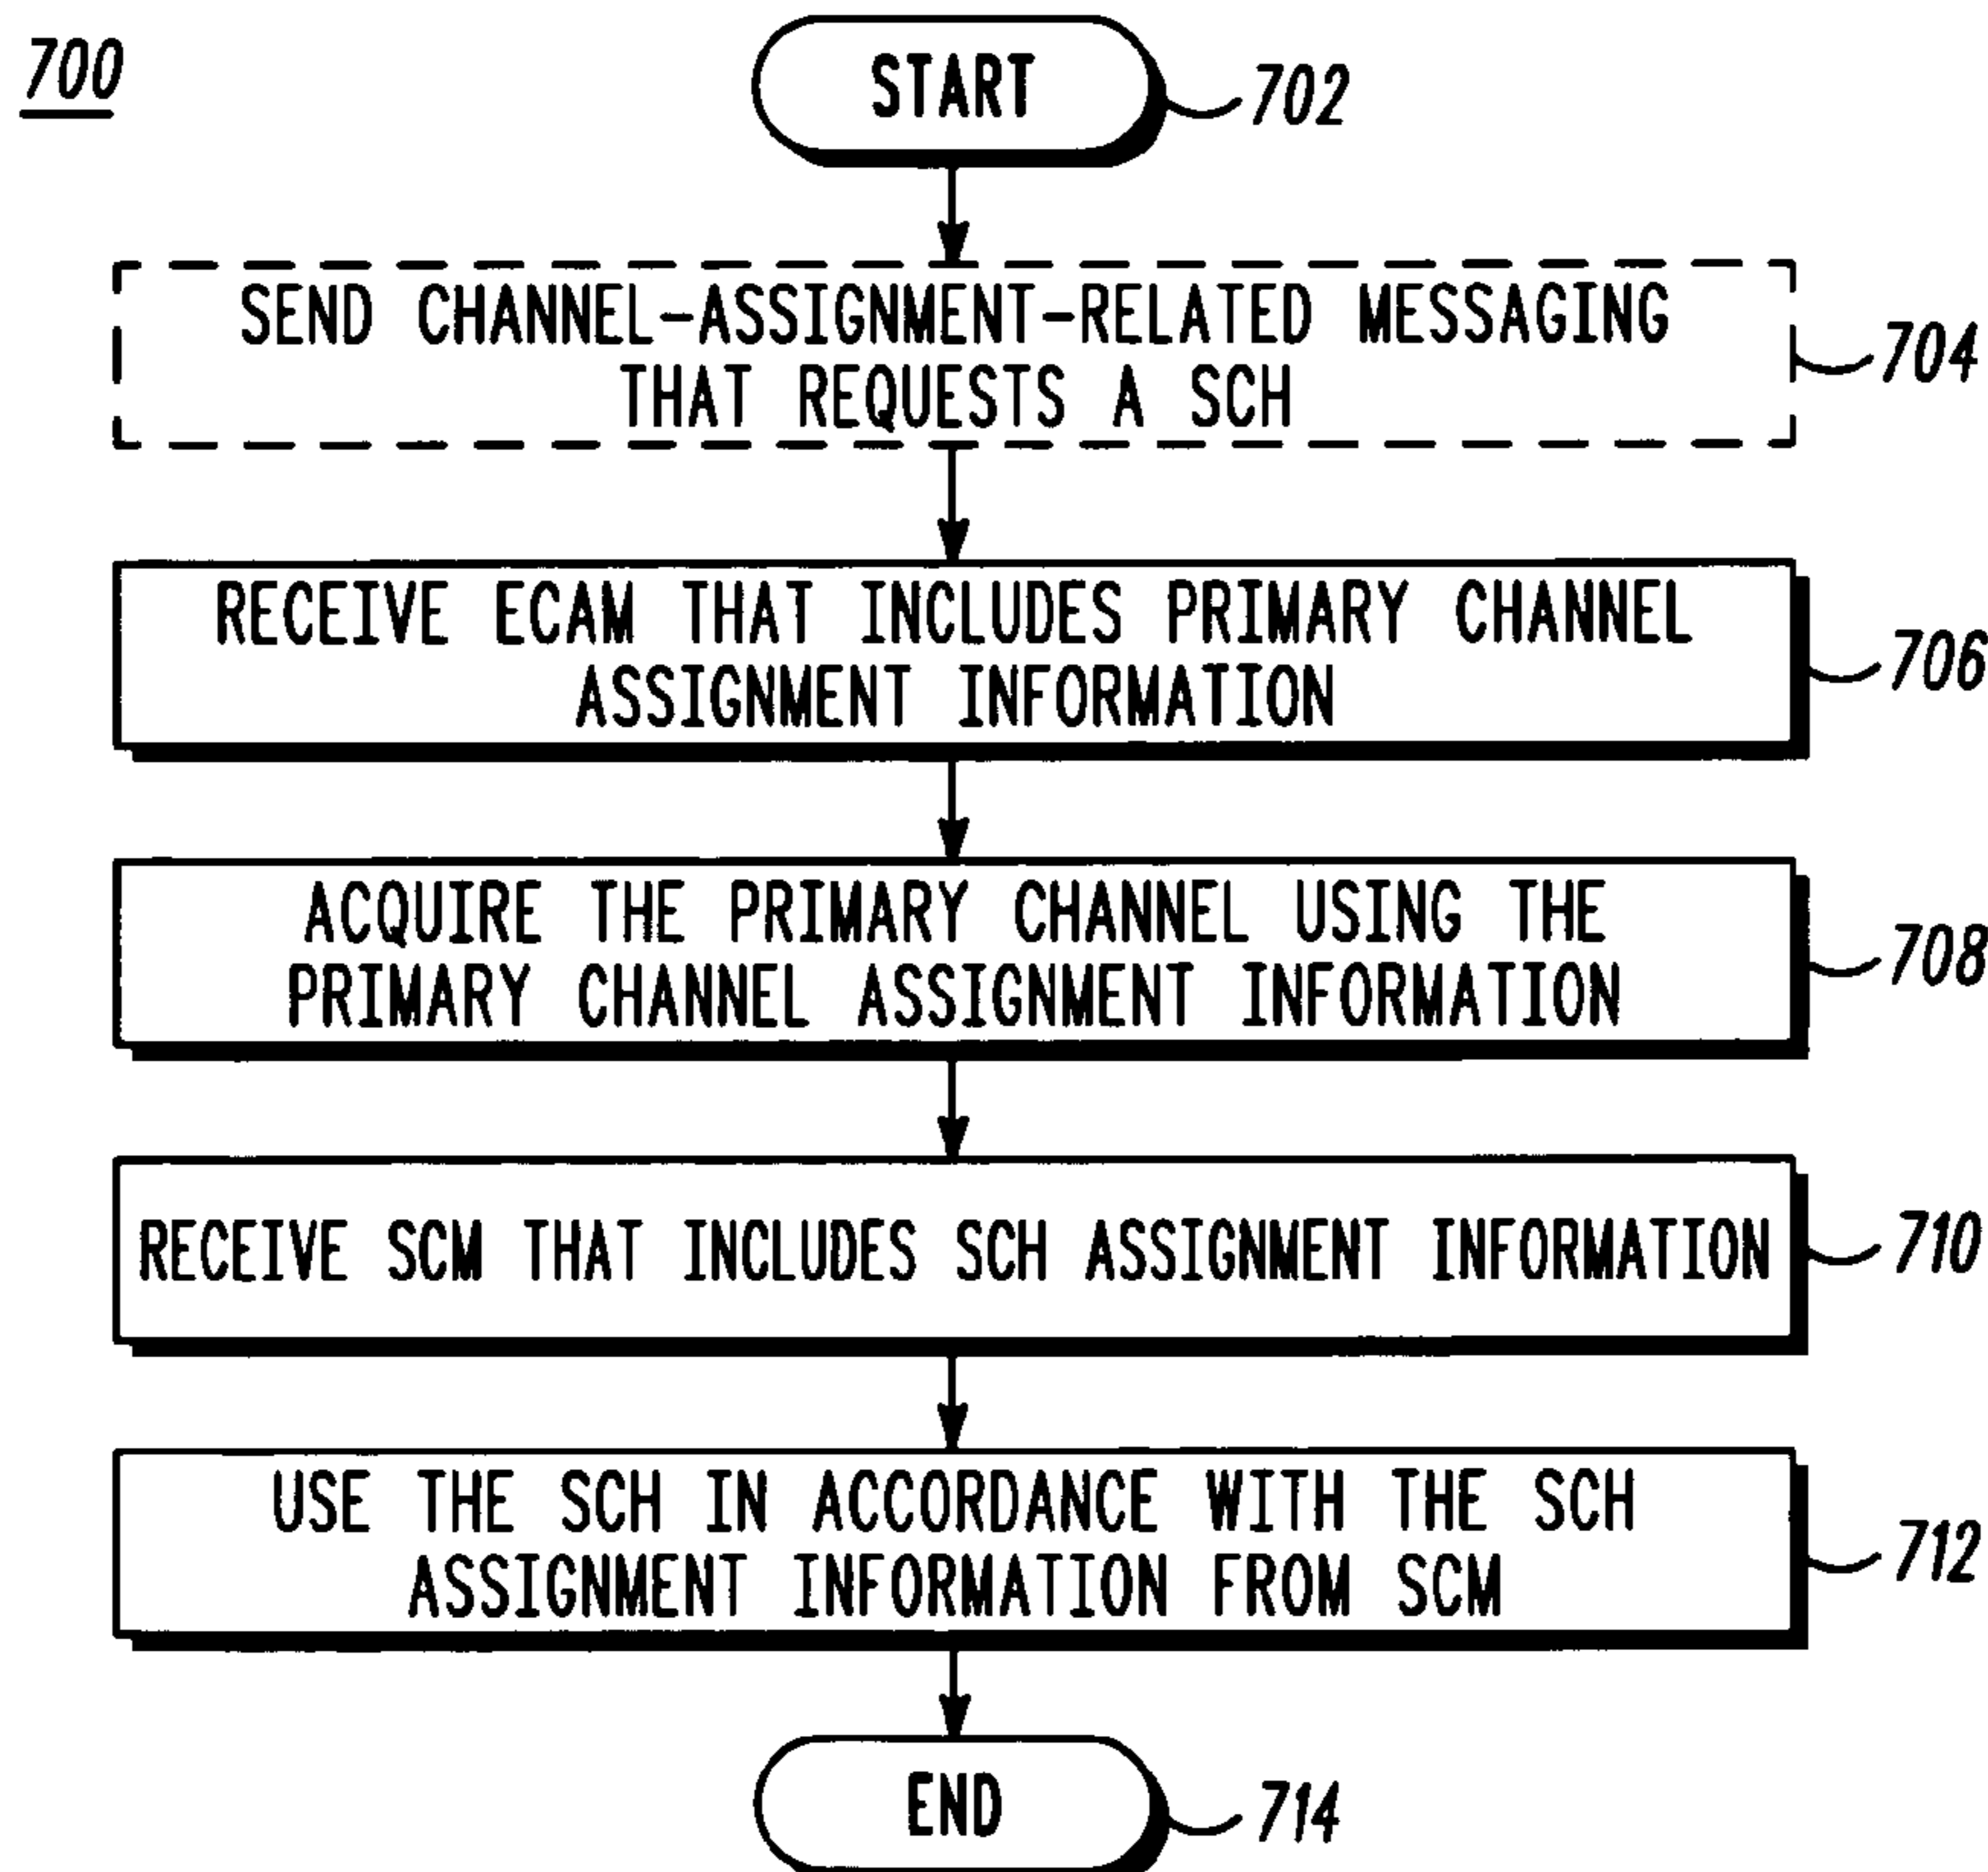 700
START
702
SEND CHANNEL-ASSIGNMENT-RELATED MESSAGING
THAT REQUESTS A SCH
704
RECEIVE ECAM THAT INCLUDES PRIMARY CHANNEL
ASSIGNMENT INFORMATION
706
ACQUIRE THE PRIMARY CHANNEL USING THE
PRIMARY CHANNEL ASSIGNMENT INFORMATION
708
RECEIVE SCM THAT INCLUDES SCH ASSIGNMENT INFORMATION
710
USE THE SCH IN ACCORDANCE WITH THE SCH
ASSIGNMENT INFORMATION FROM SCM
712
END
714